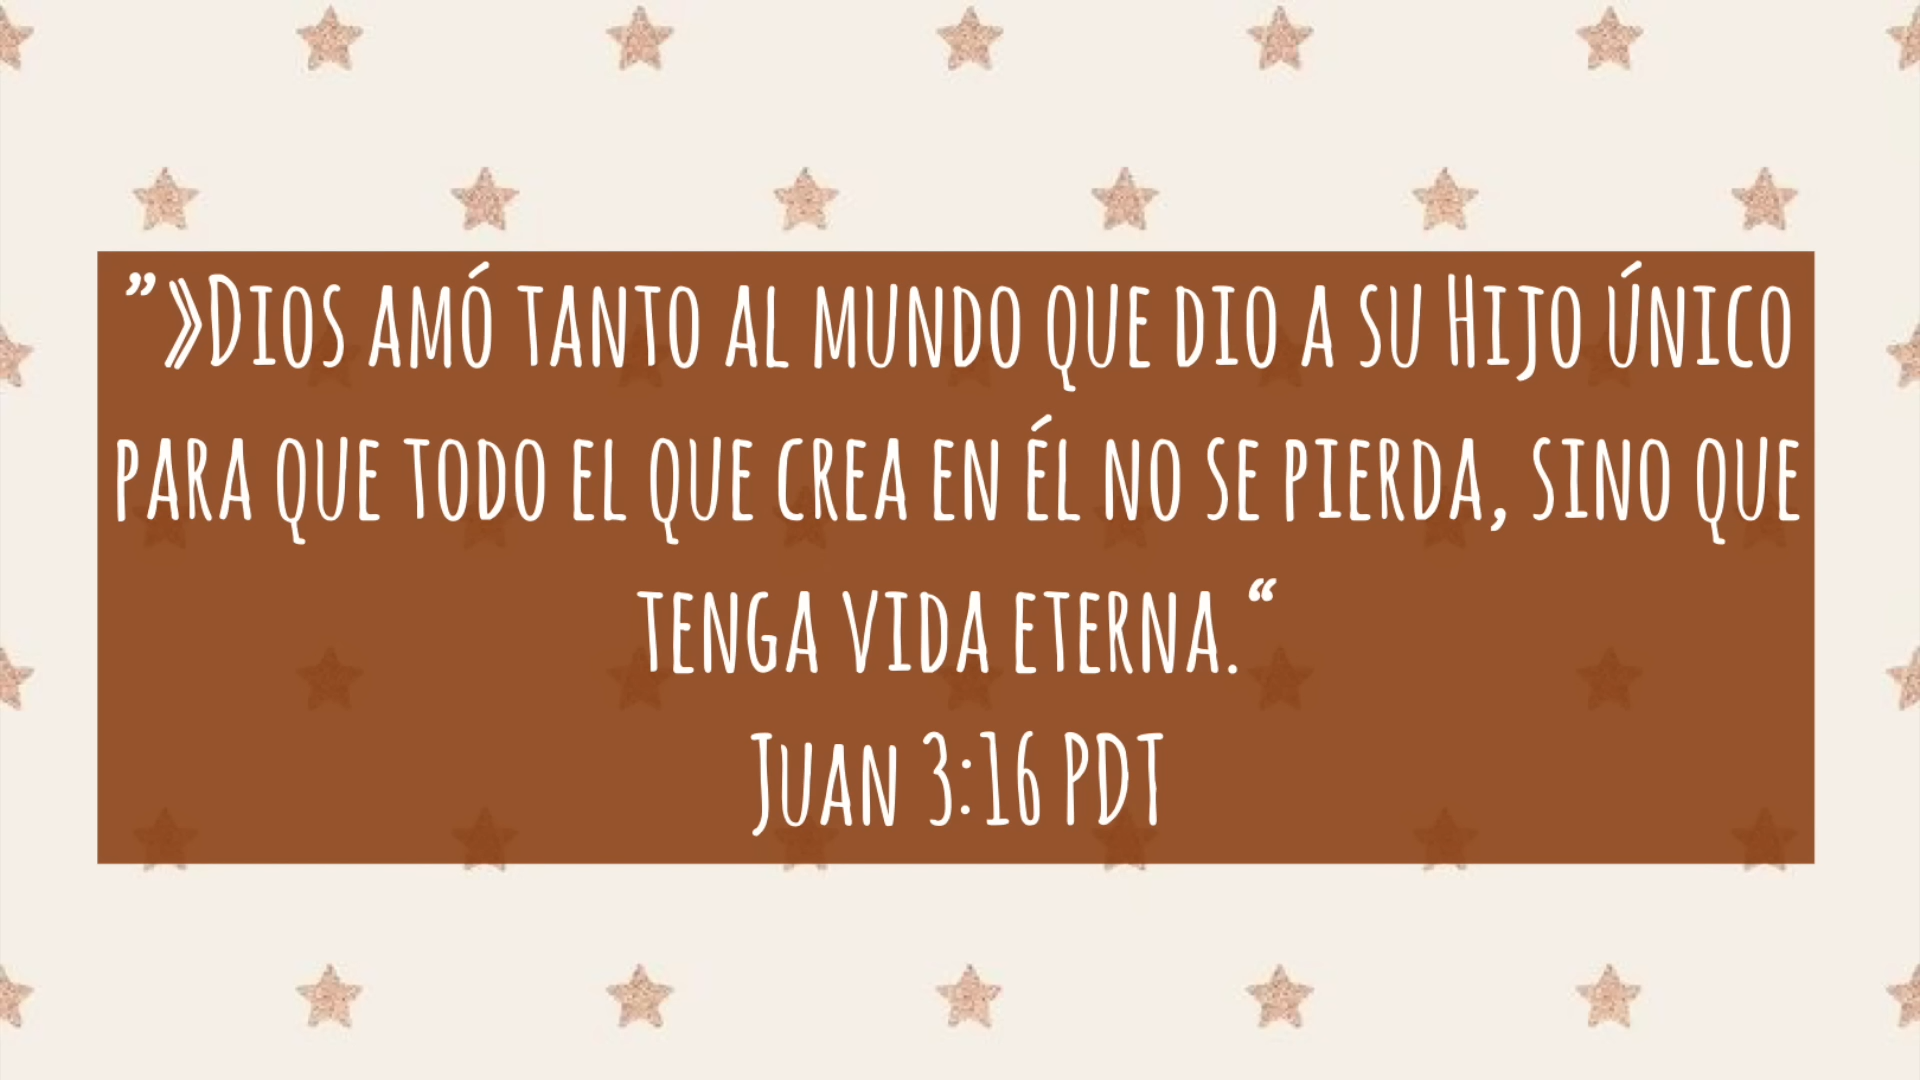 ”»Dios amó tanto al mundo que dio a su Hijo único
para que todo el que crea en él no se pierda, sino que
tenga vida eterna.“
Juan 3:16 PDT